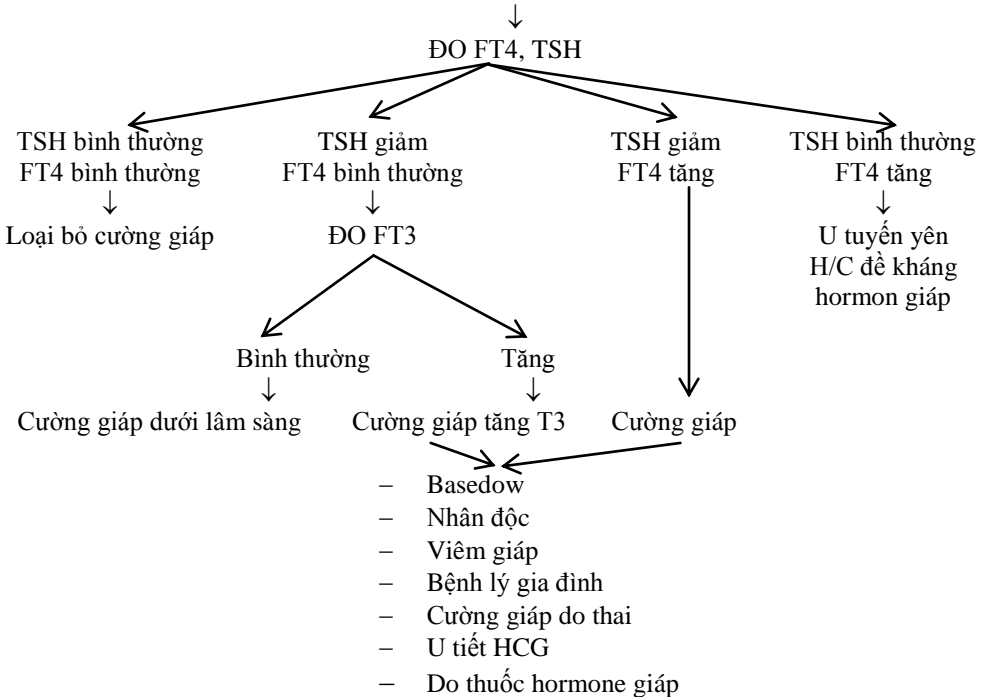 ↓
ĐO FT4, TSH
TSH bình thường
FT4 bình thường
↓
Loại bỏ cường giáp
TSH giảm
FT4 bình thường
↓
ĐO FT3
TSH giảm
FT4 tăng
TSH bình thường
FT4 tăng
↓
U tuyến yên
H/C đề kháng
hormon giáp
Bình thường
↓
Cường giáp dưới lâm sàng
Tăng
↓
Cường giáp tăng T3
Cường giáp
– Basedow
– Nhân độc
– Viêm giáp
– Bệnh lý gia đình
– Cường giáp do thai
– U tiết HCG
– Do thuốc hormone giáp